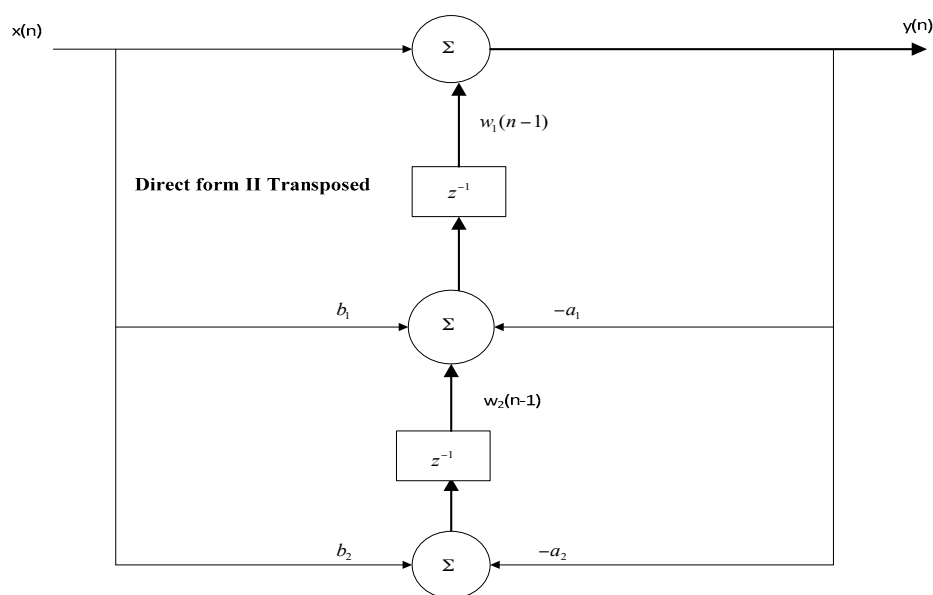 x(n)
y(n)
Σ
w₁(n−1)
Direct form II Transposed
z⁻¹
b₁
Σ
−a₁
w₂(n-1)
z⁻¹
b₂
Σ
−a₂